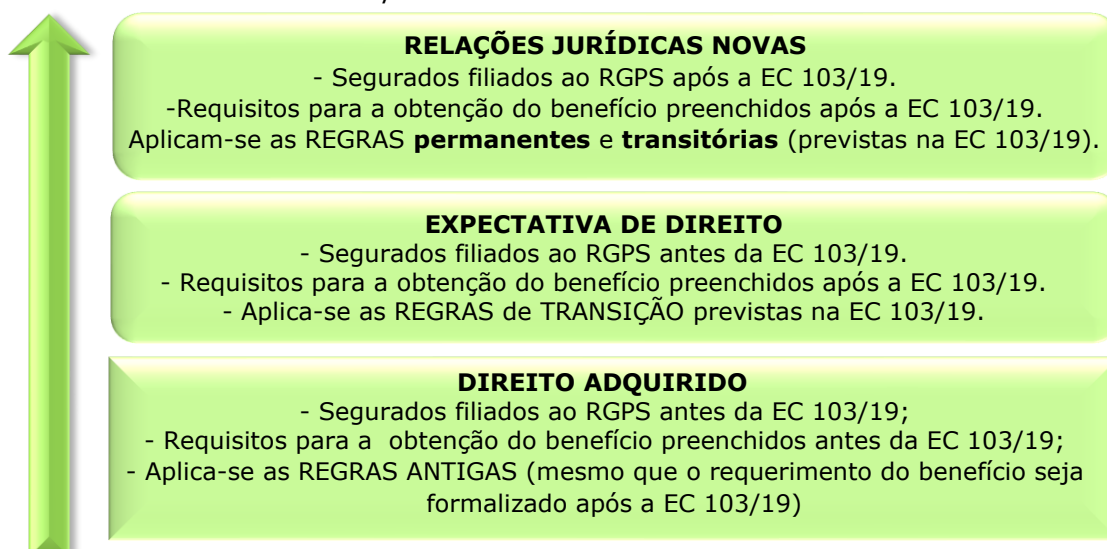 RELAÇÕES JURÍDICAS NOVAS
- Segurados filiados ao RGPS após a EC 103/19.
-Requisitos para a obtenção do benefício preenchidos após a EC 103/19.
Aplicam-se as REGRAS permanentes e transitórias (previstas na EC 103/19).
EXPECTATIVA DE DIREITO
- Segurados filiados ao RGPS antes da EC 103/19.
- Requisitos para a obtenção do benefício preenchidos após a EC 103/19.
- Aplica-se as REGRAS de TRANSIÇÃO previstas na EC 103/19.
DIREITO ADQUIRIDO
- Segurados filiados ao RGPS antes da EC 103/19;
- Requisitos para a obtenção do benefício preenchidos antes da EC 103/19;
- Aplica-se as REGRAS ANTIGAS (mesmo que o requerimento do benefício seja
formalizado após a EC 103/19)